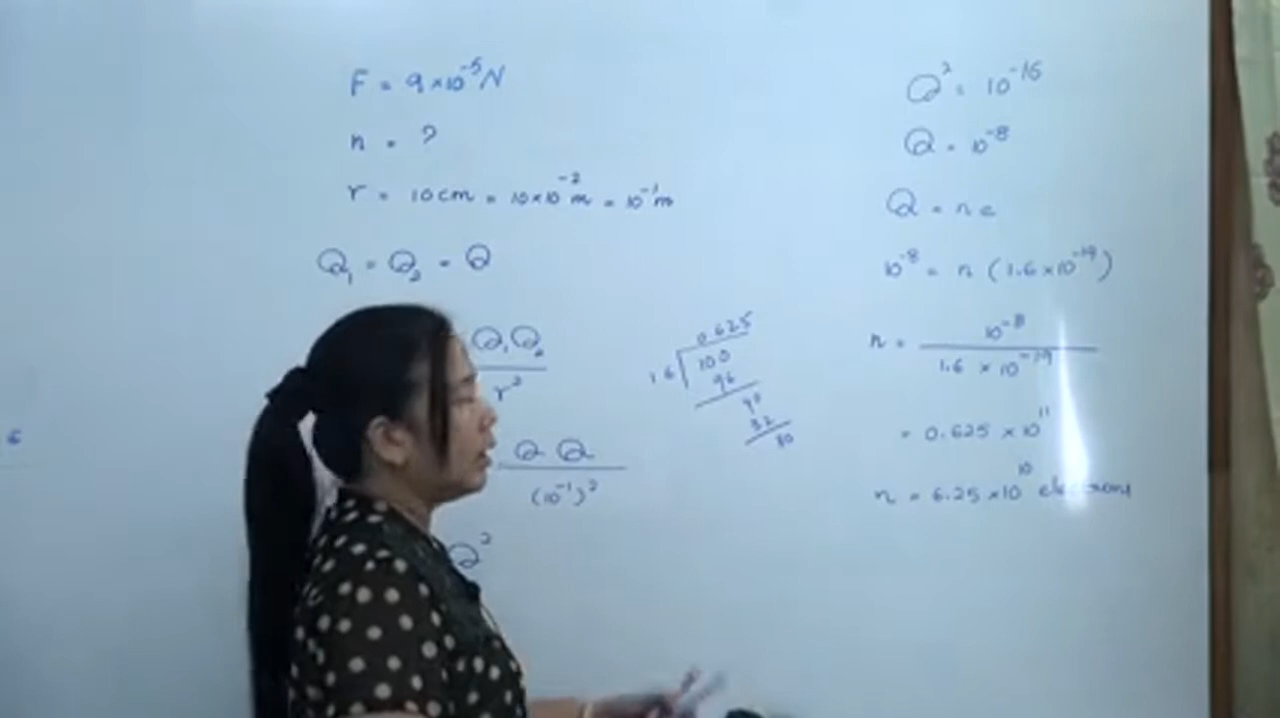 F = 9×10⁻⁵N
n = ?
r = 10cm = 10×10⁻² m = 10⁻¹m
Q₁ = Q₂ = Q
Q₁Q₂
r²
Q Q
(10⁻¹)²
Q²
6
0.625
1.6 100
96
40
32
80
Q² = 10⁻¹⁶
Q = 10⁻⁸
Q = n e
10⁻⁸ = n (1.6×10⁻¹⁹)
n = 10⁻⁸
1.6 × 10⁻¹⁹
= 0.625 ×10¹¹
n = 6.25 ×10¹⁰ electrons